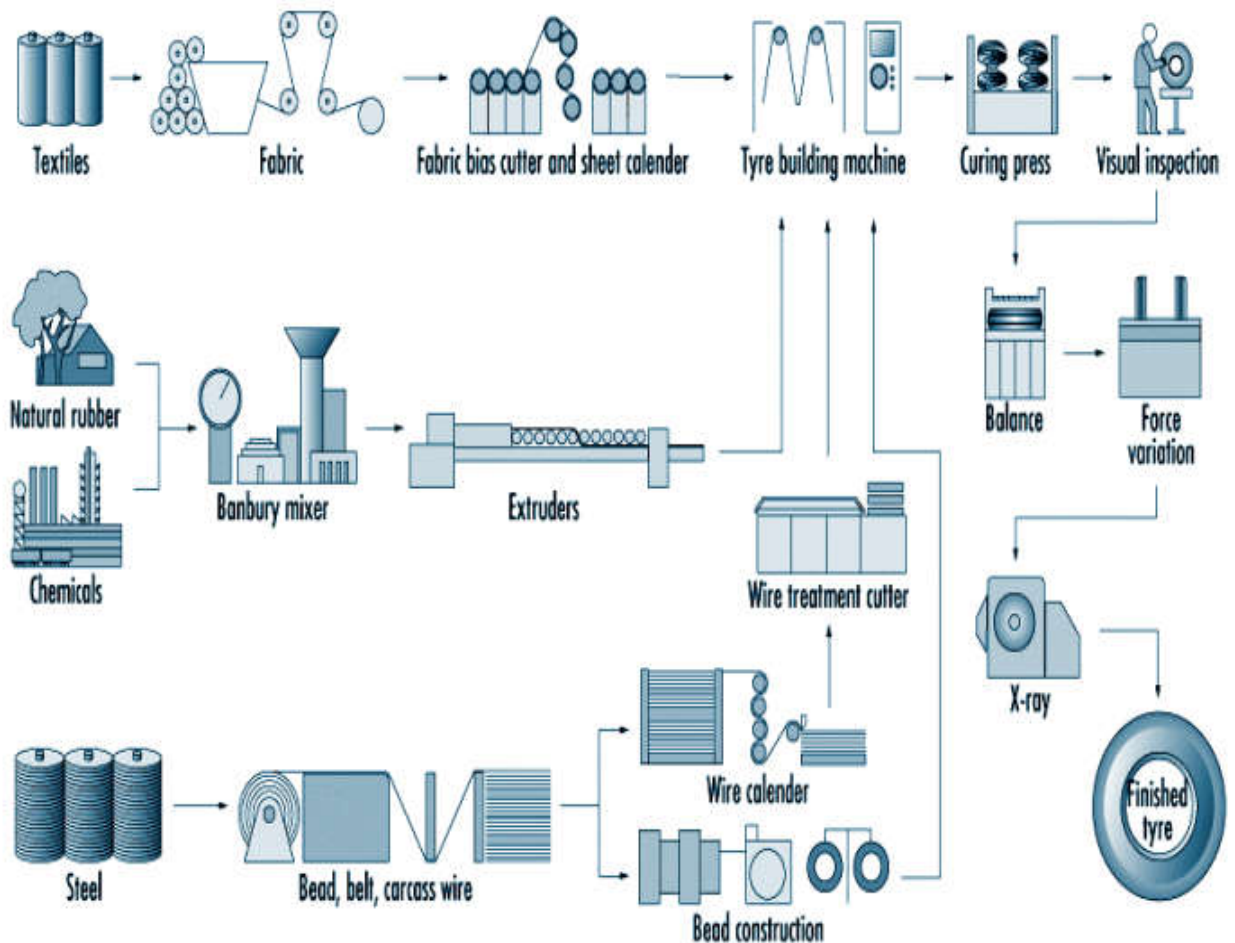 Textiles
Fabric
Fabric bias cutter and sheet calender
Tyre building machine
Curing press
Visual inspection
Natural rubber
Chemicals
Banbury mixer
Extruders
Wire treatment cutter
Balance
Force
variation
X-ray
Steel
Bead, belt, carcass wire
Wire calender
Bead construction
Finished
tyre